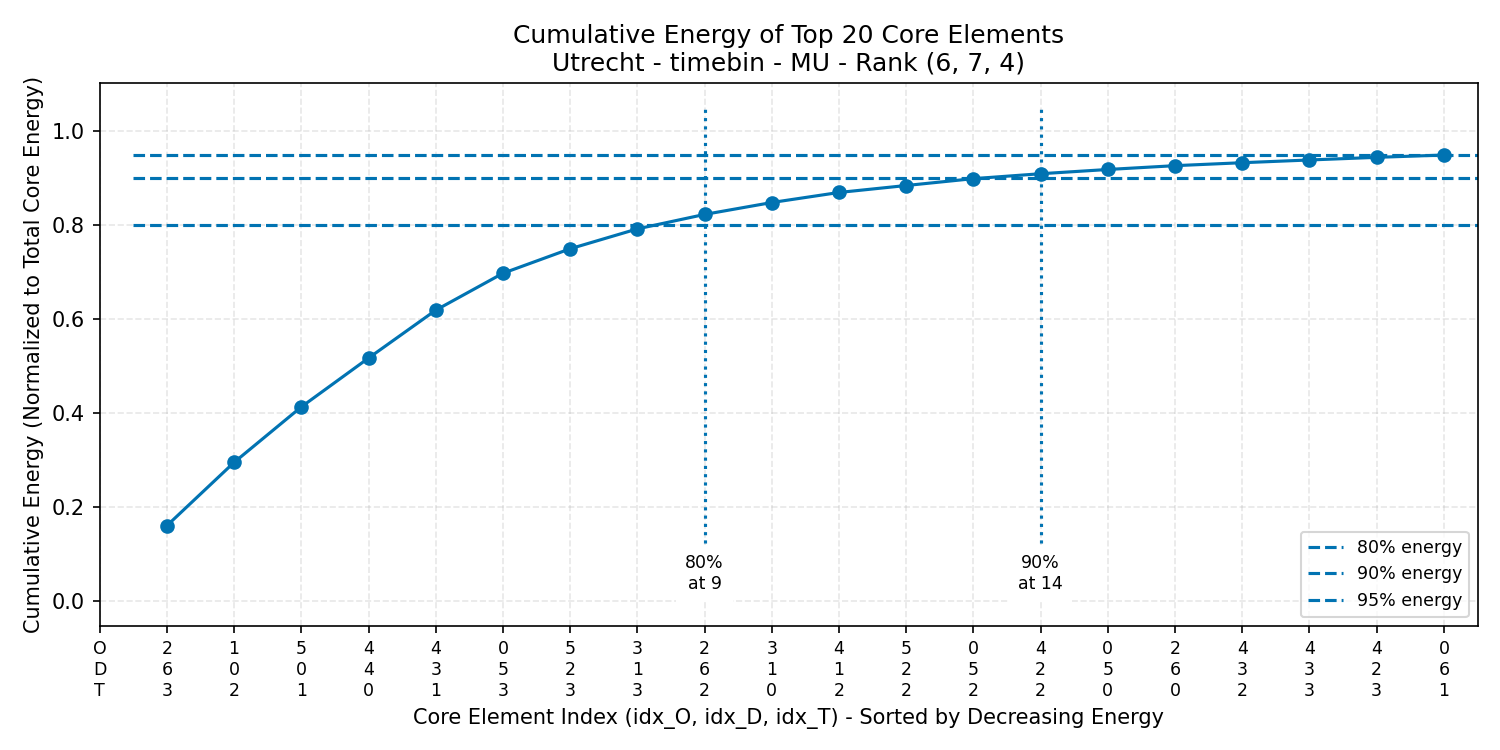 Cumulative Energy of Top 20 Core Elements
Utrecht - timebin - MU - Rank (6, 7, 4)
Cumulative Energy (Normalized to Total Core Energy)
1.0
0.8
0.6
0.4
0.2
0.0
80%
at 9
90%
at 14
80% energy
90% energy
95% energy
O 2 1 5 4 4 0 5 3 2 3 4 5 0 4 0 2 4 4 4 0
D 6 0 0 4 3 5 2 1 6 1 1 2 5 2 5 6 3 3 2 6
T 3 2 1 0 1 3 3 3 2 0 2 2 2 2 0 0 2 3 3 1
Core Element Index (idx_O, idx_D, idx_T) - Sorted by Decreasing Energy